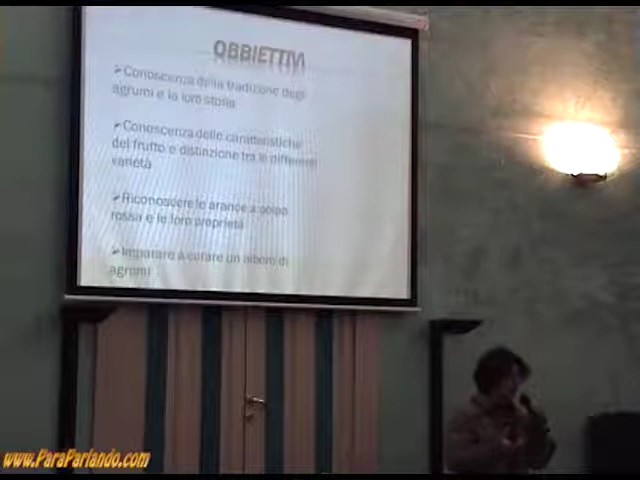 OBBIETTIVI
➢Conoscenza della tradizione degli
agrumi e la loro storia
➢Conoscenza delle caratteristiche
del frutto e distinzione tra le differenti
varietà
➢Riconoscere le arance a polpa
rossa e le loro proprietà
➢Imparare a curare un albero di
agrumi
www.ParaParlando.com